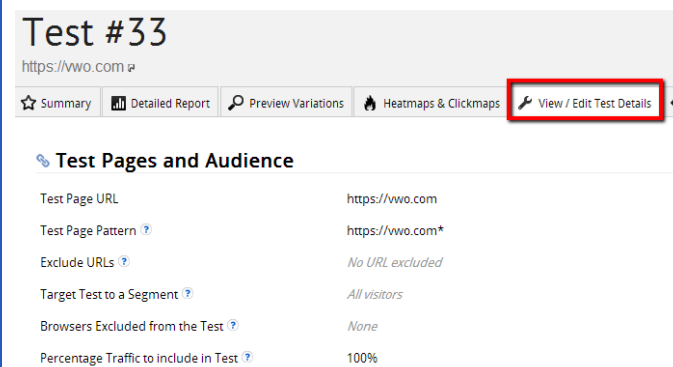 Test #33
https://vwo.com
Summary Detailed Report Preview Variations Heatmaps & Clickmaps View / Edit Test Details
Test Pages and Audience
Test Page URL https://vwo.com
Test Page Pattern ? https://vwo.com*
Exclude URLs ? No URL excluded
Target Test to a Segment ? All visitors
Browsers Excluded from the Test ? None
Percentage Traffic to include in Test ? 100%